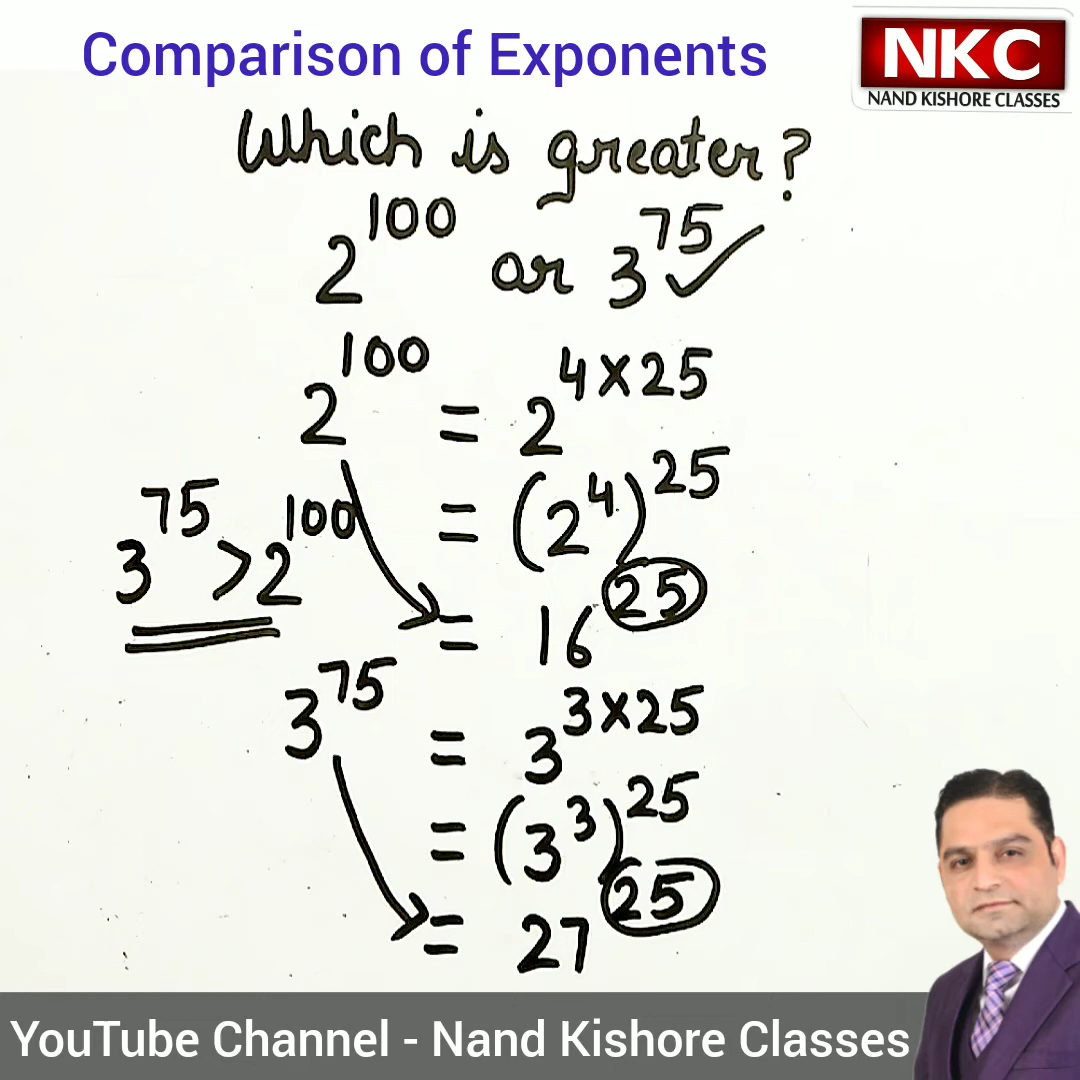 Comparison of Exponents
NKC
NAND KISHORE CLASSES
Which is greater?
2^100 or 3^75 ✓
2^100 = 2^4×25
= (2^4)^25
3^75 > 2^100
= 16^25
3^75 = 3^3×25
= (3^3)^25
= 27^25
YouTube Channel - Nand Kishore Classes